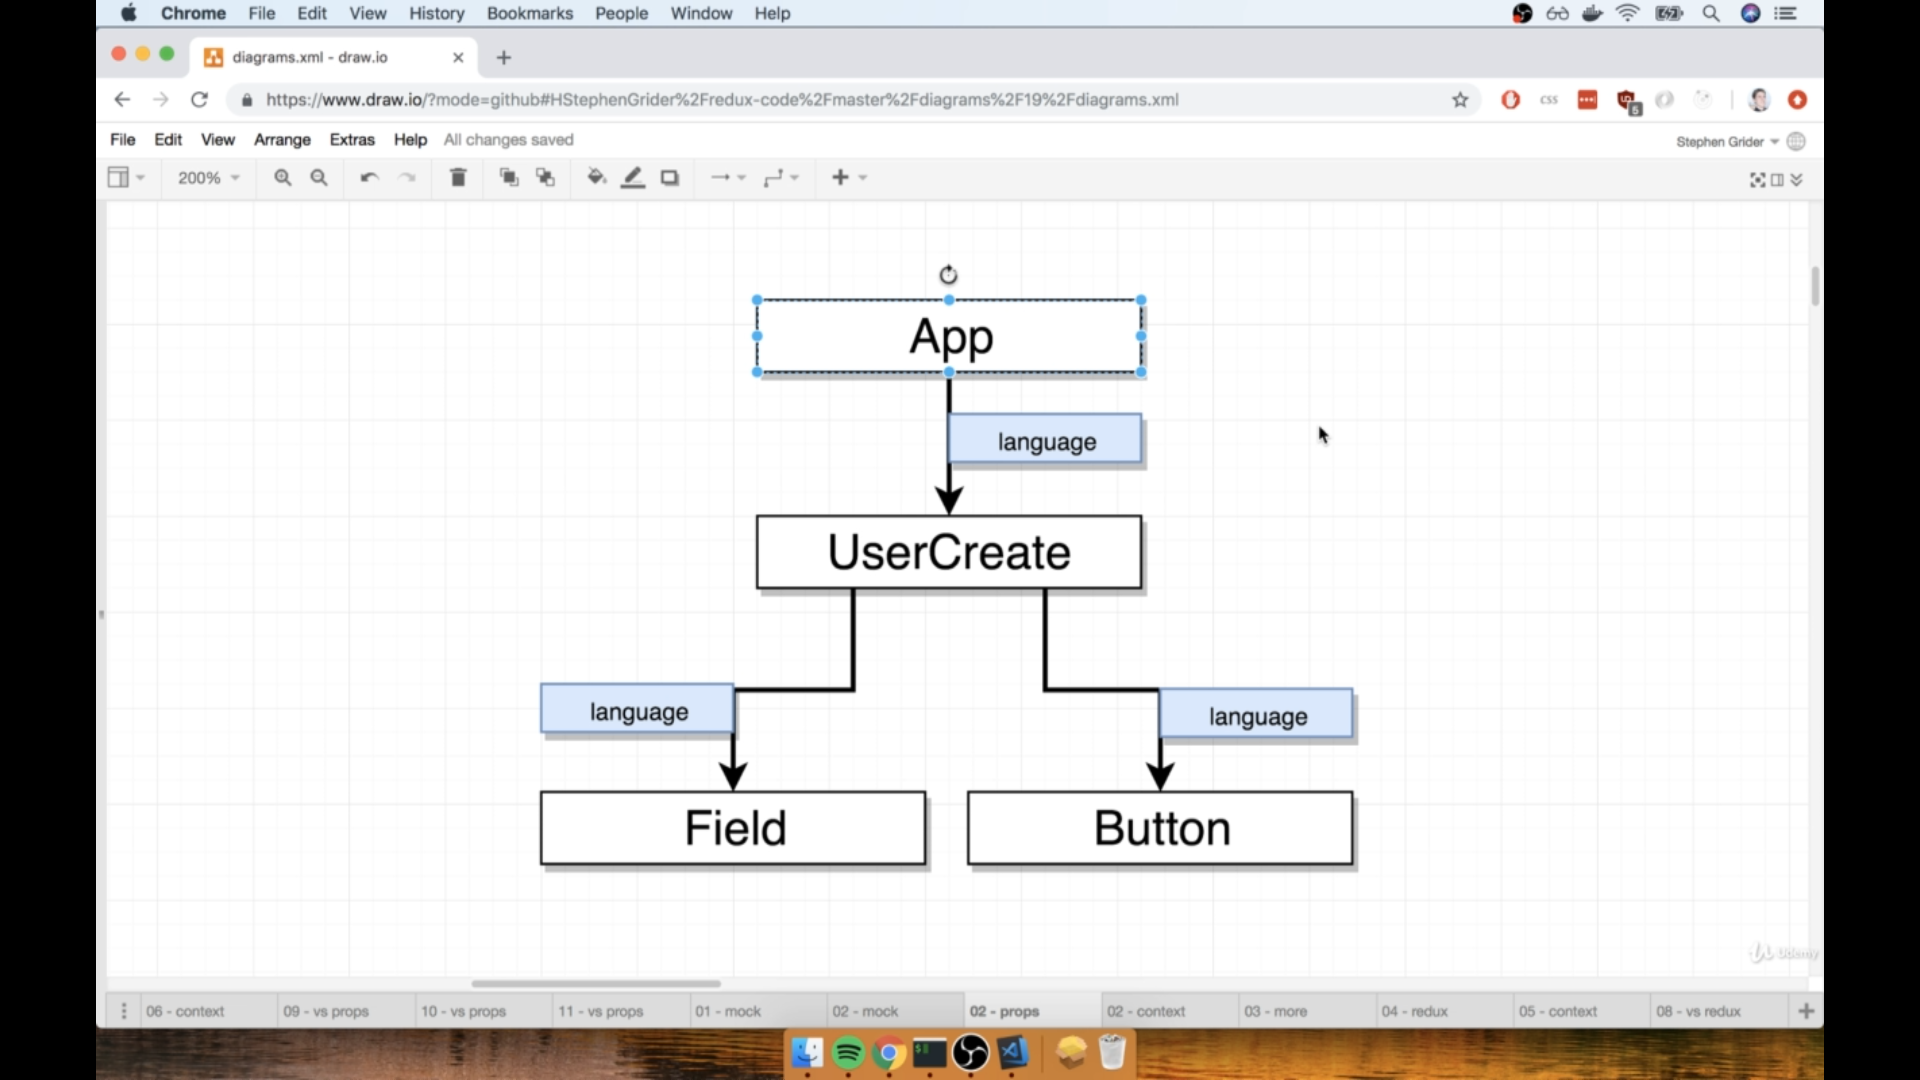 Chrome File Edit View History Bookmarks People Window Help
diagrams.xml - draw.io
https://www.draw.io/?mode=github#HStephenGrider%2Fredux-code%2Fmaster%2Fdiagrams%2F19%2Fdiagrams.xml
CSS
5
File Edit View Arrange Extras Help All changes saved
Stephen Grider
200%
App
language
UserCreate
language
language
Field
Button
Udemy
06 - context
09 - vs props
10 - vs props
11 - vs props
01 - mock
02 - mock
02 - props
02 - context
03 - more
04 - redux
05 - context
08 - vs redux